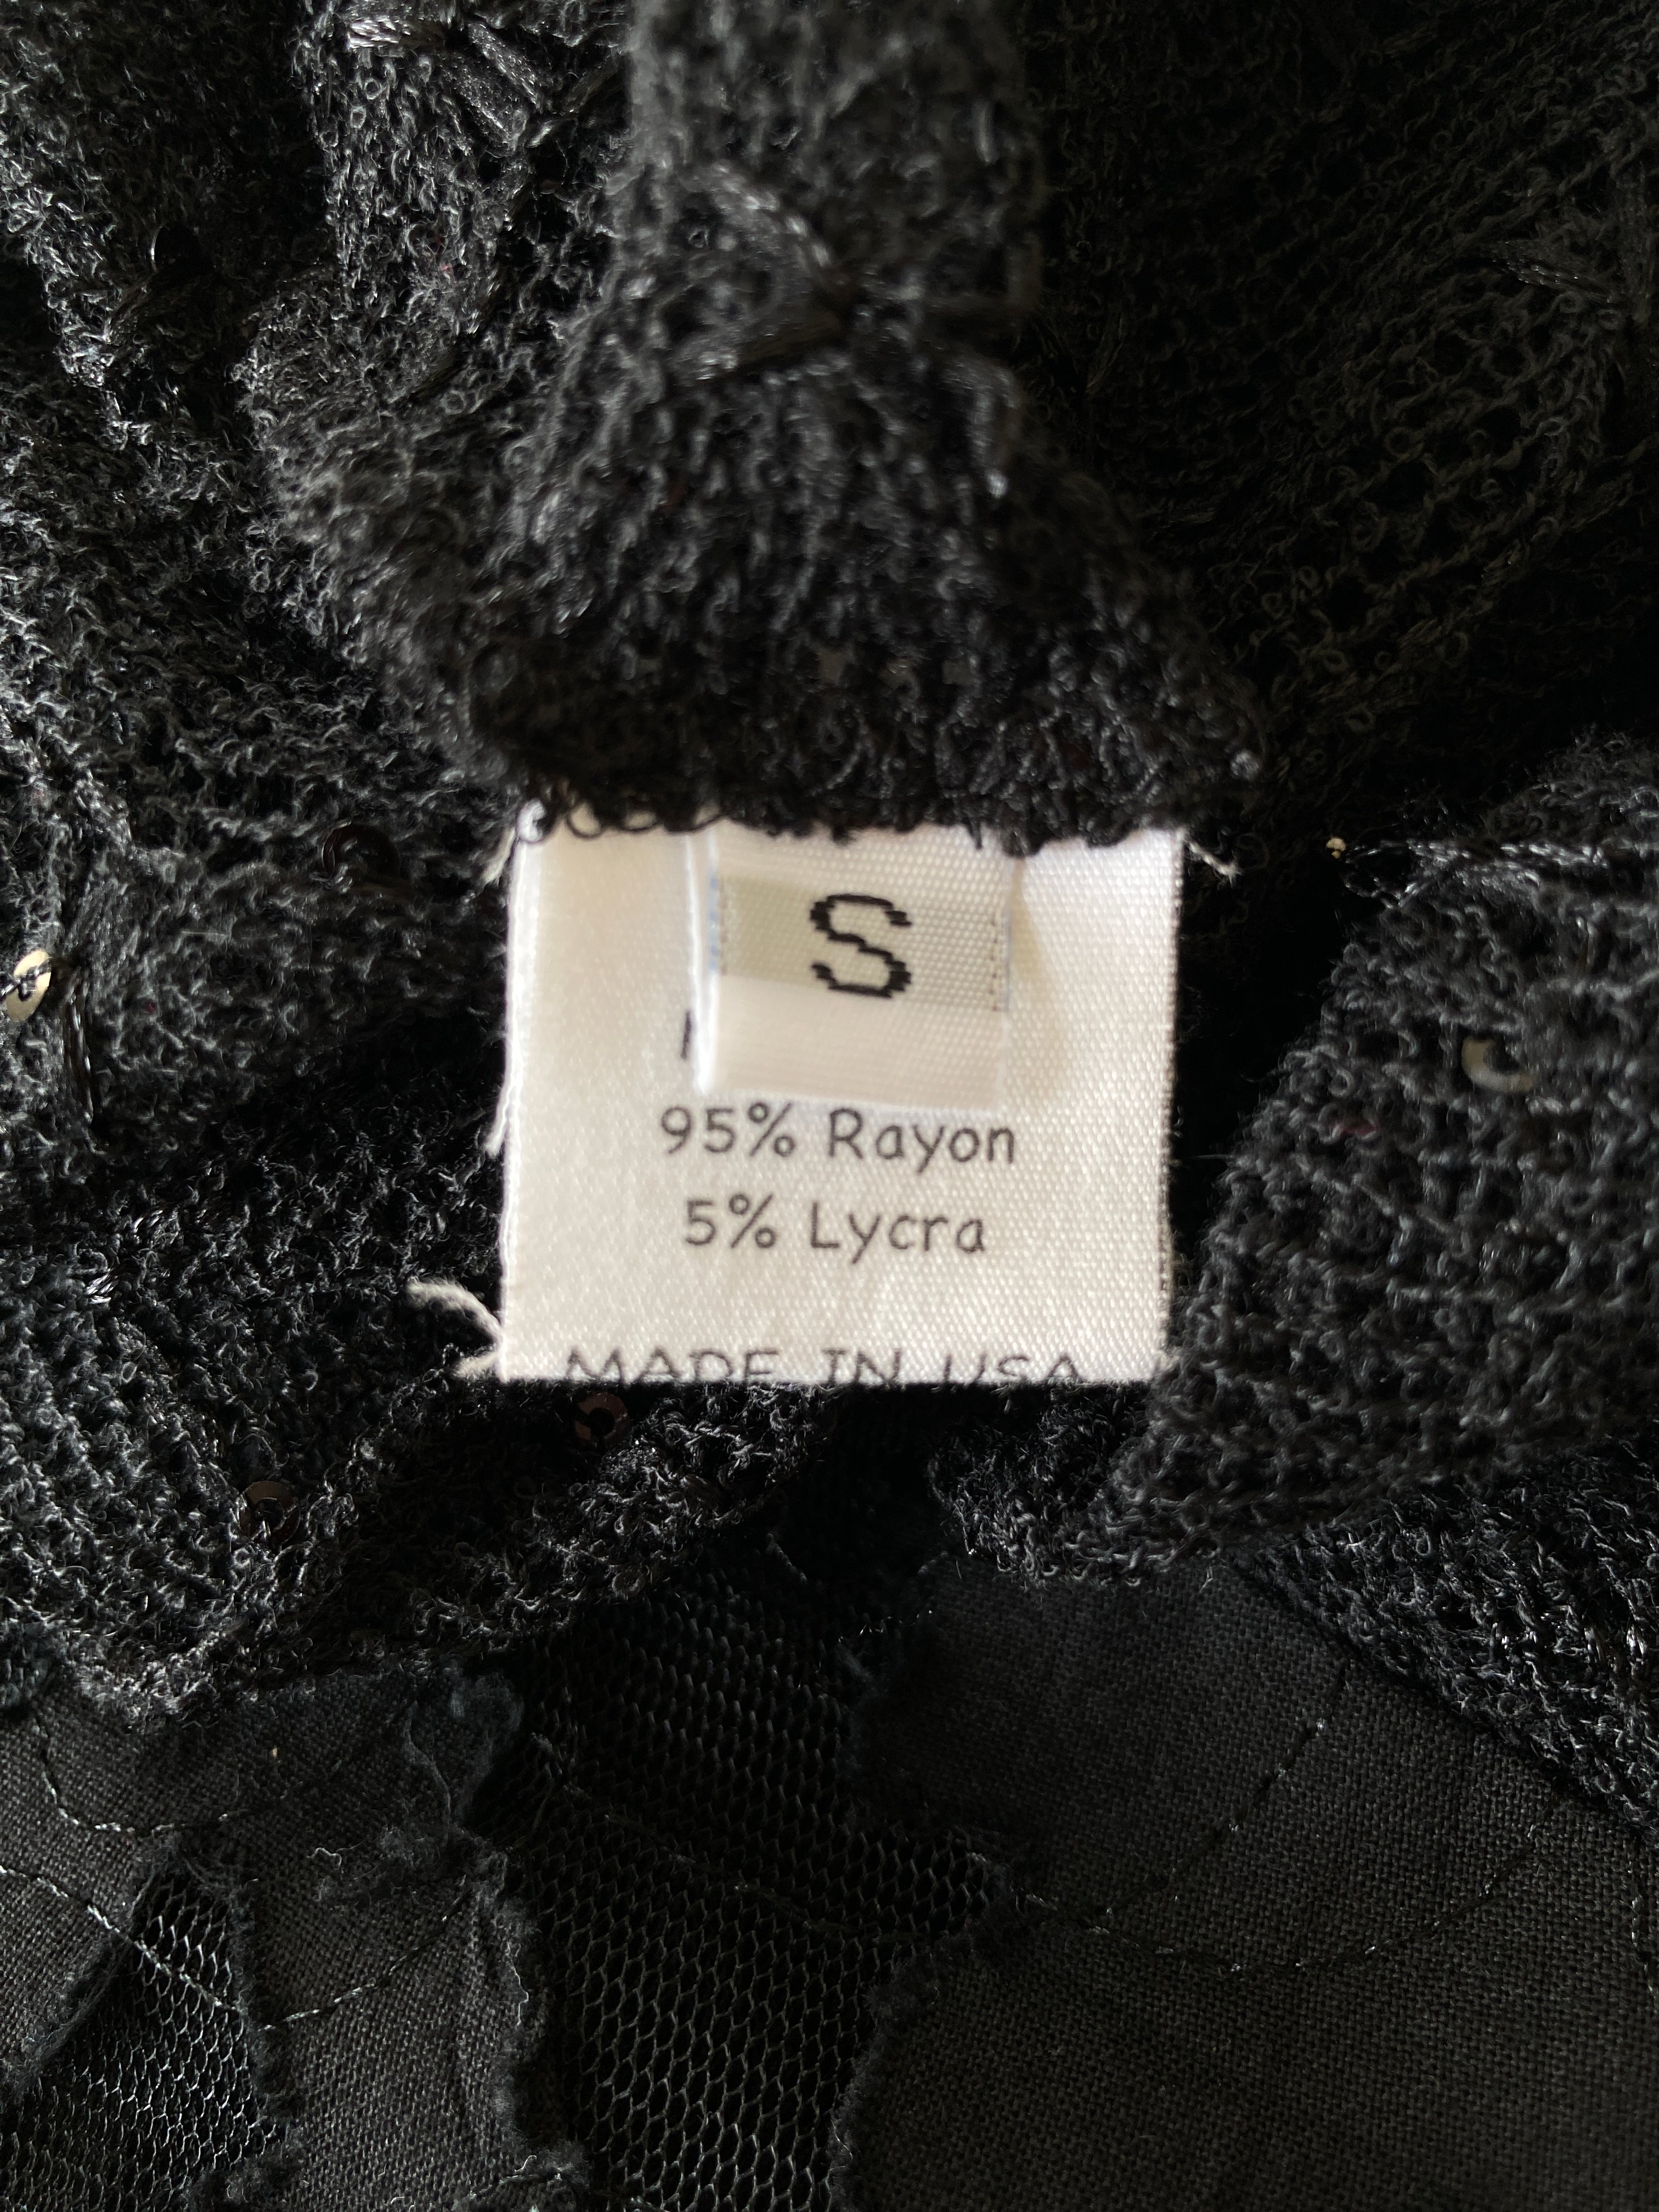 S
95% Rayon
5% Lycra
MADE IN USA